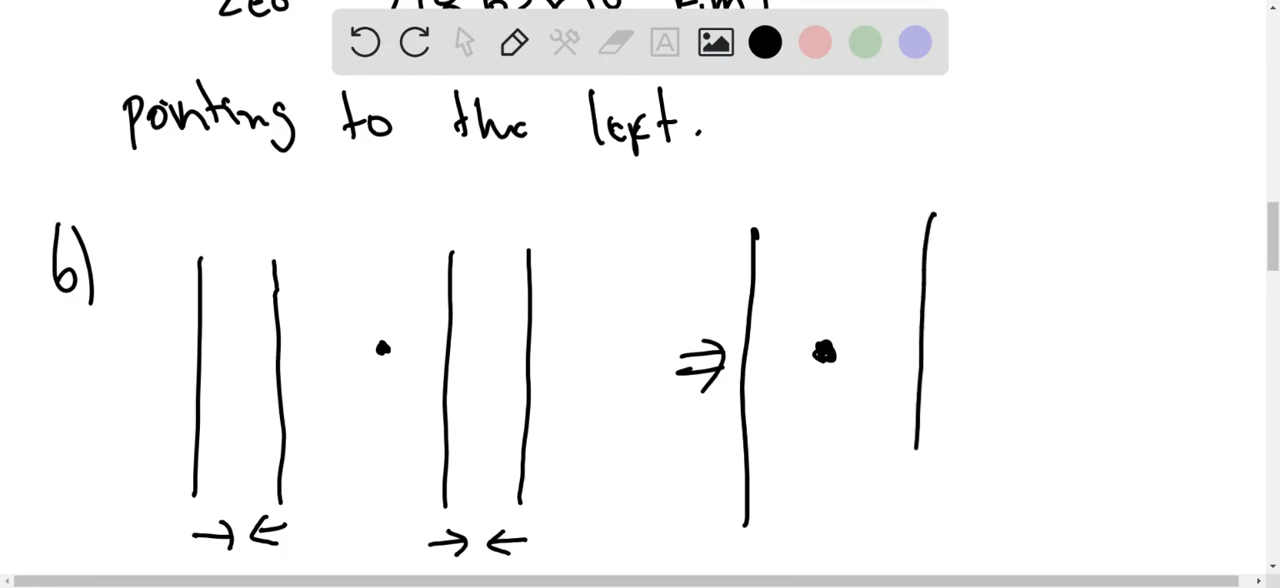 pointing to the left.
b)